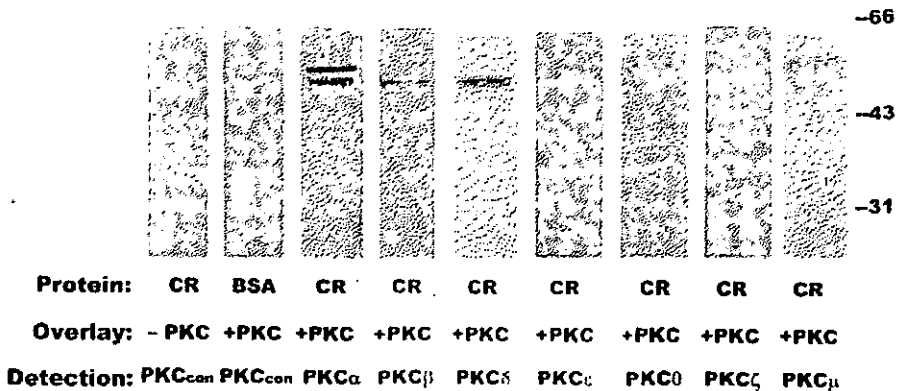 –66
–43
–31
Protein: CR BSA CR CR CR CR CR CR CR
Overlay: – PKC +PKC +PKC +PKC +PKC +PKC +PKC +PKC +PKC
Detection: PKCcon PKCcon PKCα PKCβ PKCδ PKCε PKCθ PKCζ PKCμ